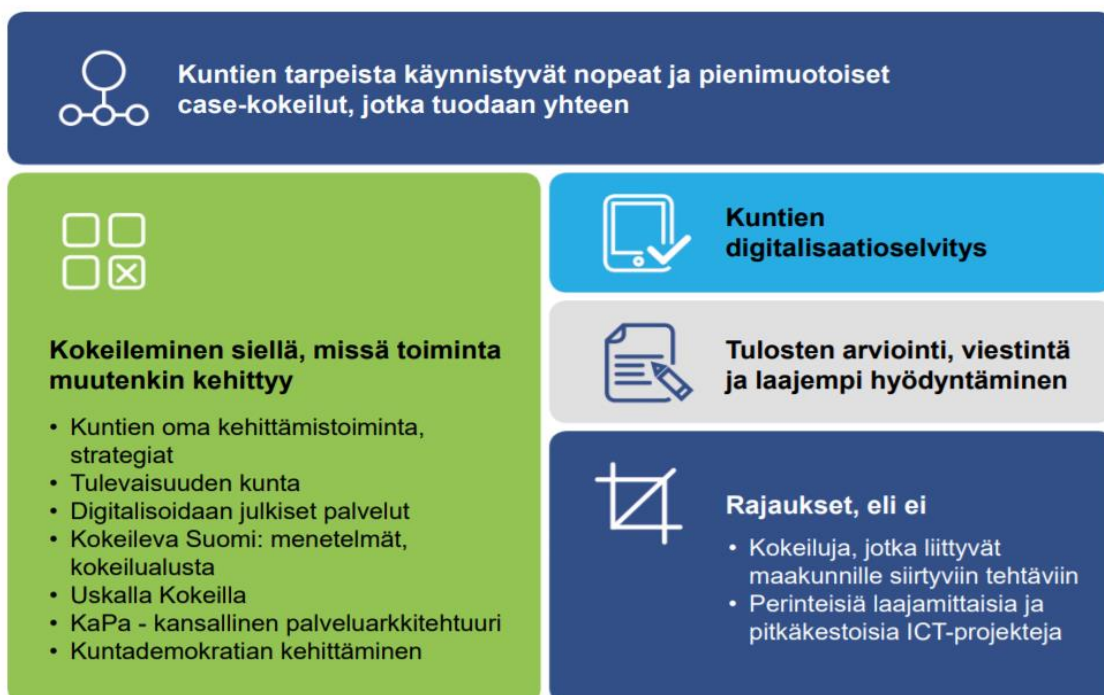 Kuntien tarpeista käynnistyvät nopeat ja pienimuotoiset
case-kokeilut, jotka tuodaan yhteen
Kokeileminen siellä, missä toiminta
muutenkin kehittyy
• Kuntien oma kehittämistoiminta,
strategiat
• Tulevaisuuden kunta
• Digitalisoidaan julkiset palvelut
• Kokeileva Suomi: menetelmät,
kokeilualusta
• Uskalla Kokeilla
• KaPa - kansallinen palveluarkkitehtuuri
• Kuntademokratian kehittäminen
Kuntien
digitalisaatioselvitys
Tulosten arviointi, viestintä
ja laajempi hyödyntäminen
Rajaukset, eli ei
• Kokeiluja, jotka liittyvät
maakunnille siirtyviin tehtäviin
• Perinteisiä laajamittaisia ja
pitkäkestoisia ICT-projekteja